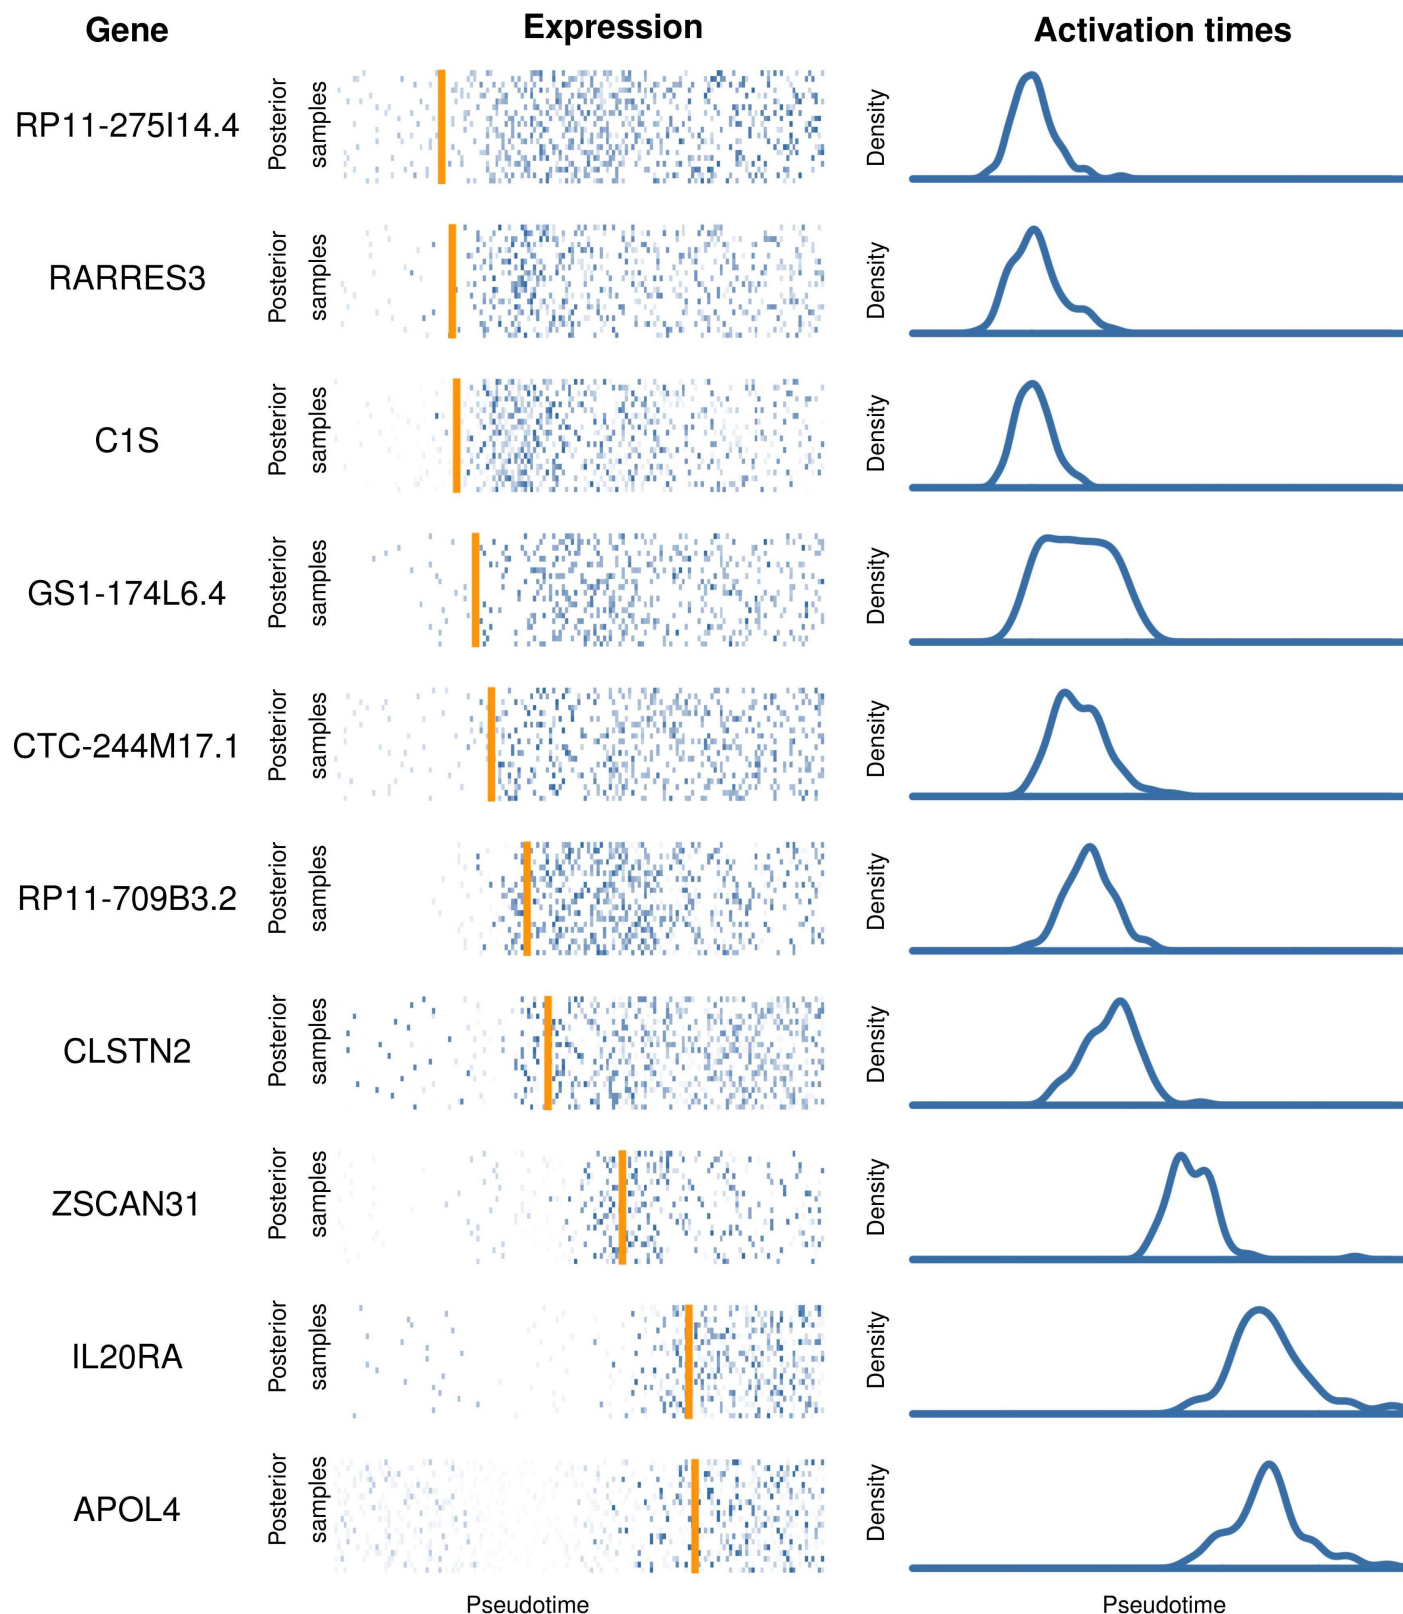 Gene Expression Activation times
RP11-275I14.4 Posterior samples Density
RARRES3 Posterior samples Density
C1S Posterior samples Density
GS1-174L6.4 Posterior samples Density
CTC-244M17.1 Posterior samples Density
RP11-709B3.2 Posterior samples Density
CLSTN2 Posterior samples Density
ZSCAN31 Posterior samples Density
IL20RA Posterior samples Density
APOL4 Posterior samples Density
Pseudotime Pseudotime